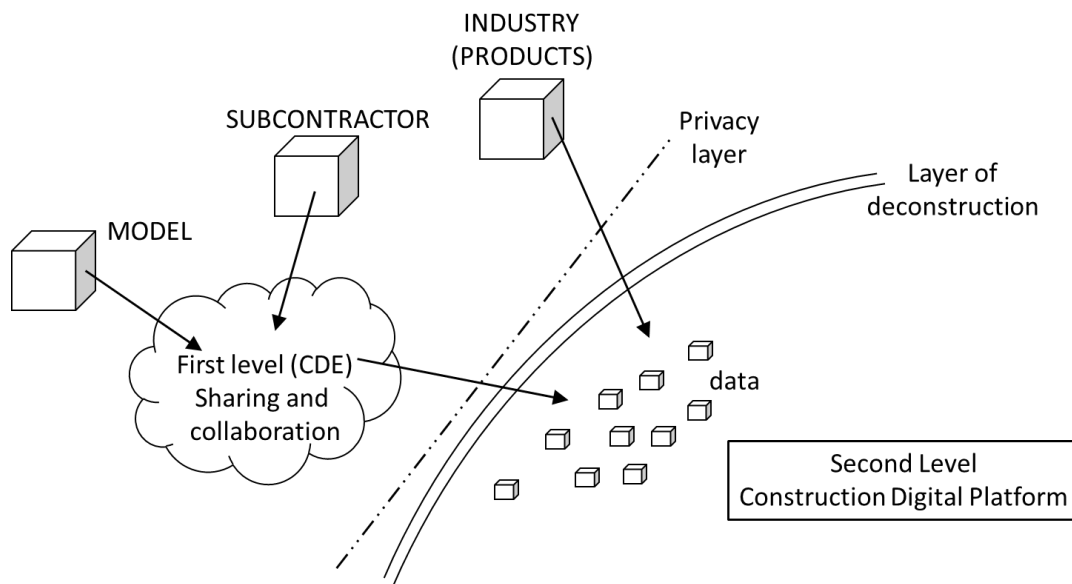 INDUSTRY
(PRODUCTS)
SUBCONTRACTOR
Privacy
layer
Layer of
deconstruction
MODEL
First level (CDE)
Sharing and
collaboration
data
Second Level
Construction Digital Platform